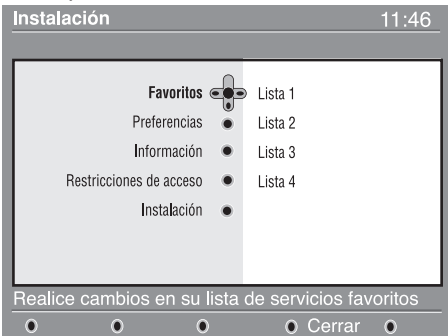 Instalación 11:46
Favoritos Lista 1
Preferencias Lista 2
Información Lista 3
Restricciones de acceso Lista 4
Instalación
Realice cambios en su lista de servicios favoritos
Cerrar